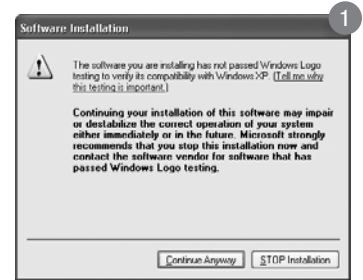 1
Software Installation
The software you are installing has not passed Windows Logo
testing to verify its compatibility with Windows XP. (Tell me why
this testing is important.)
Continuing your installation of this software may impair
or destabilize the correct operation of your system
either immediately or in the future. Microsoft strongly
recommends that you stop this installation now and
contact the software vendor for software that has
passed Windows Logo testing.
Continue Anyway
STOP Installation